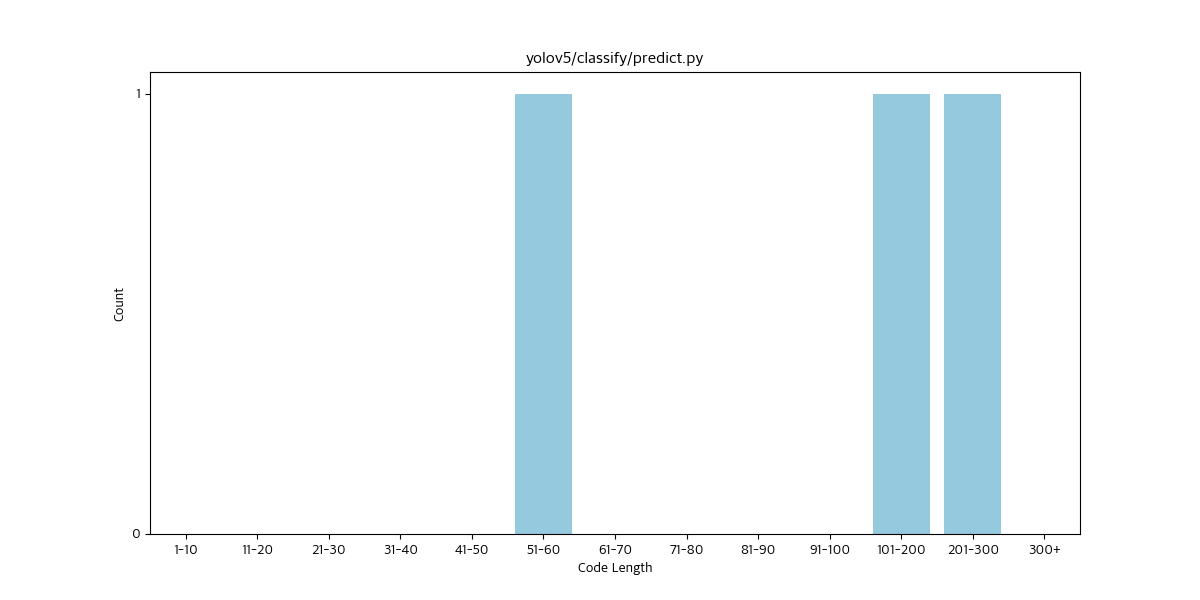 yolov5/classify/predict.py
1
Count
0
1-10 11-20 21-30 31-40 41-50 51-60 61-70 71-80 81-90 91-100 101-200 201-300 300+
Code Length